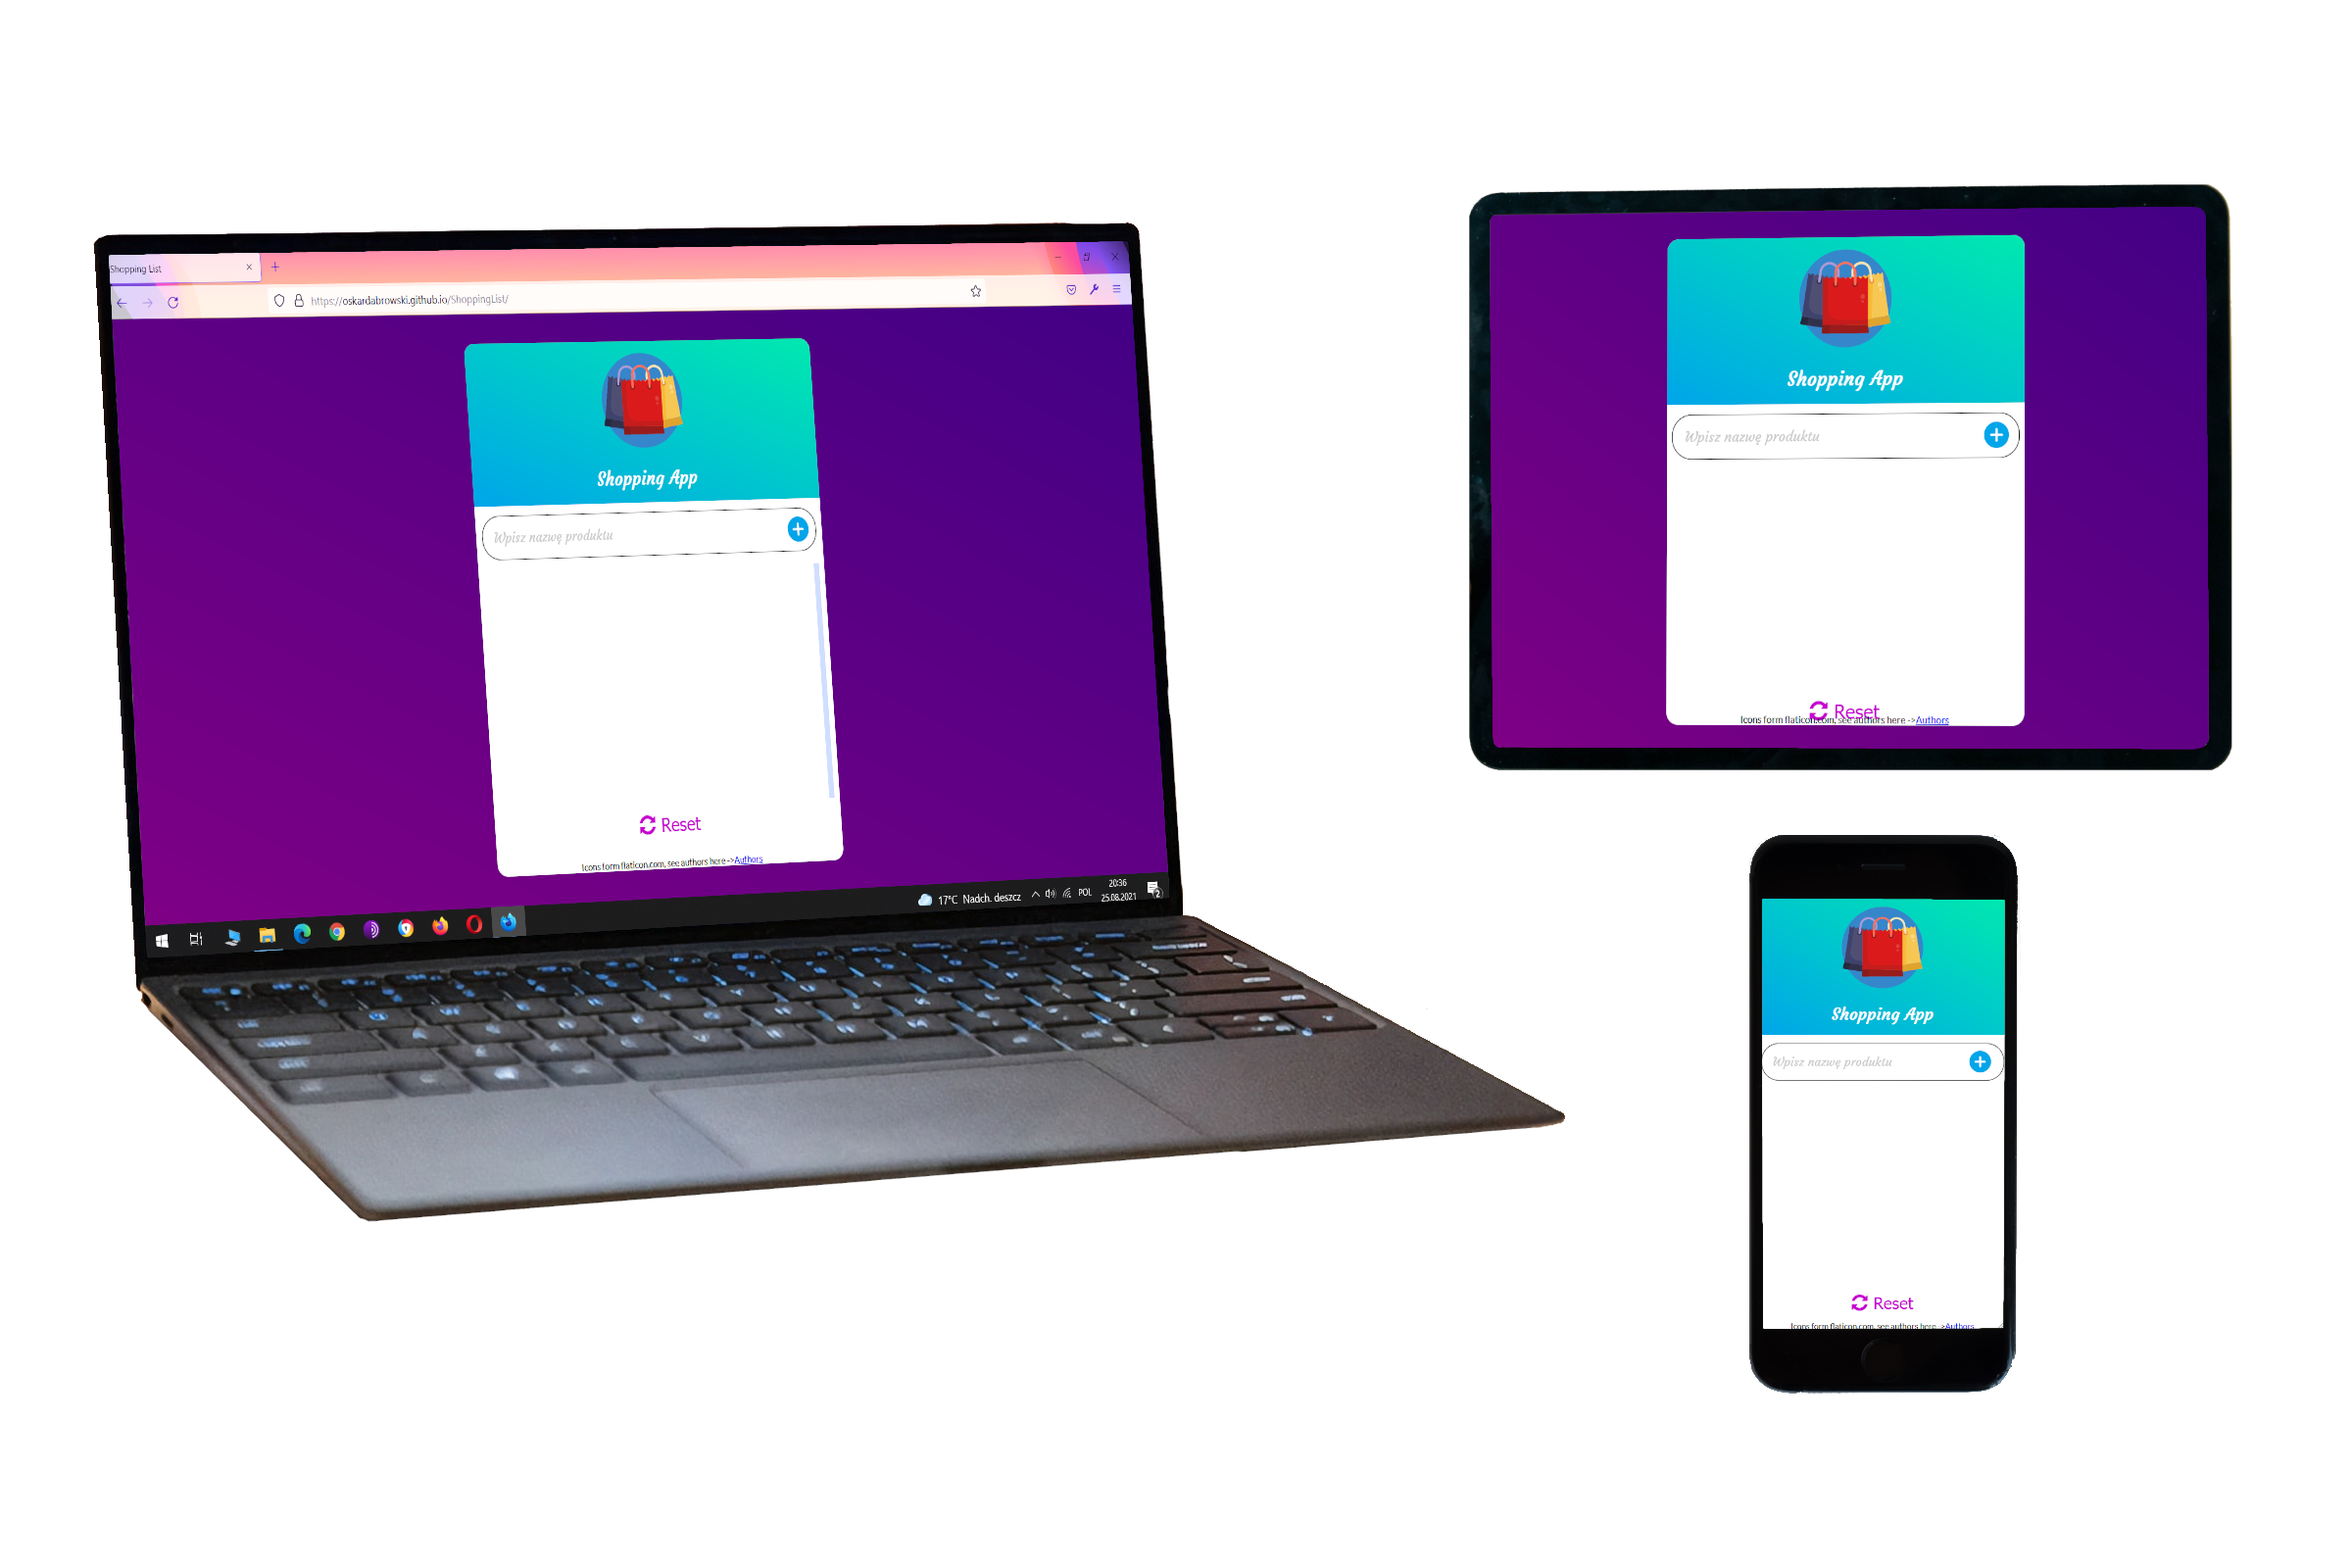 Shopping List
https://oskardabrowski.github.io/ShoppingList/
Shopping App
Wpisz nazwę produktu
Reset
Icons form flaticon.com, see authors here ->Authors
17°C Nadch. deszcz
POL
20:36
25.08.2021
2
Shopping App
Wpisz nazwę produktu
Reset
Icons form flaticon.com, see authors here ->Authors
Shopping App
Wpisz nazwę produktu
Reset
Icons form flaticon.com, see authors here ->Authors